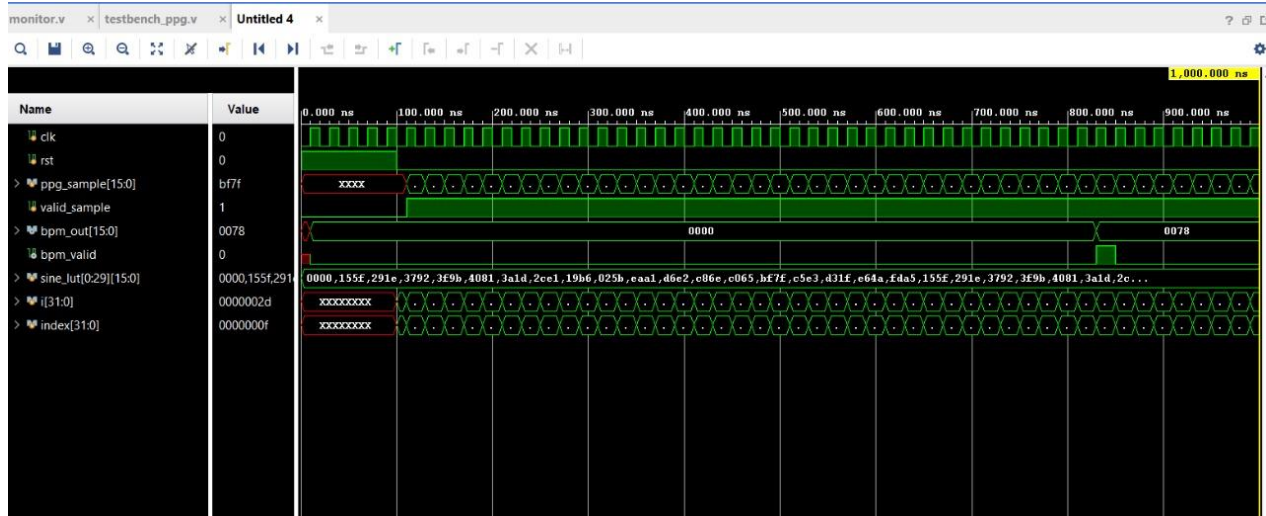 monitor.v × testbench_ppg.v × Untitled 4 ×
1,000.000 ns
Name Value 0.000 ns 100.000 ns 200.000 ns 300.000 ns 400.000 ns 500.000 ns 600.000 ns 700.000 ns 800.000 ns 900.000 ns
clk 0
rst 0
ppg_sample[15:0] bf7f XXXX
valid_sample 1
bpm_out[15:0] 0078 0000 0078
bpm_valid 0
sine_lut[0:29][15:0] 0000,155f,291 0000,155f,291e,3792,3f9b,4081,3a1d,2ce1,19b6,025b,eaa1,d6e2,c86e,c065,bf7f,c5e3,d31f,e64a,fda5,155f,291e,3792,3f9b,4081,3a1d,2c...
i[31:0] 0000002d XXXXXXXX
index[31:0] 0000000f XXXXXXXX